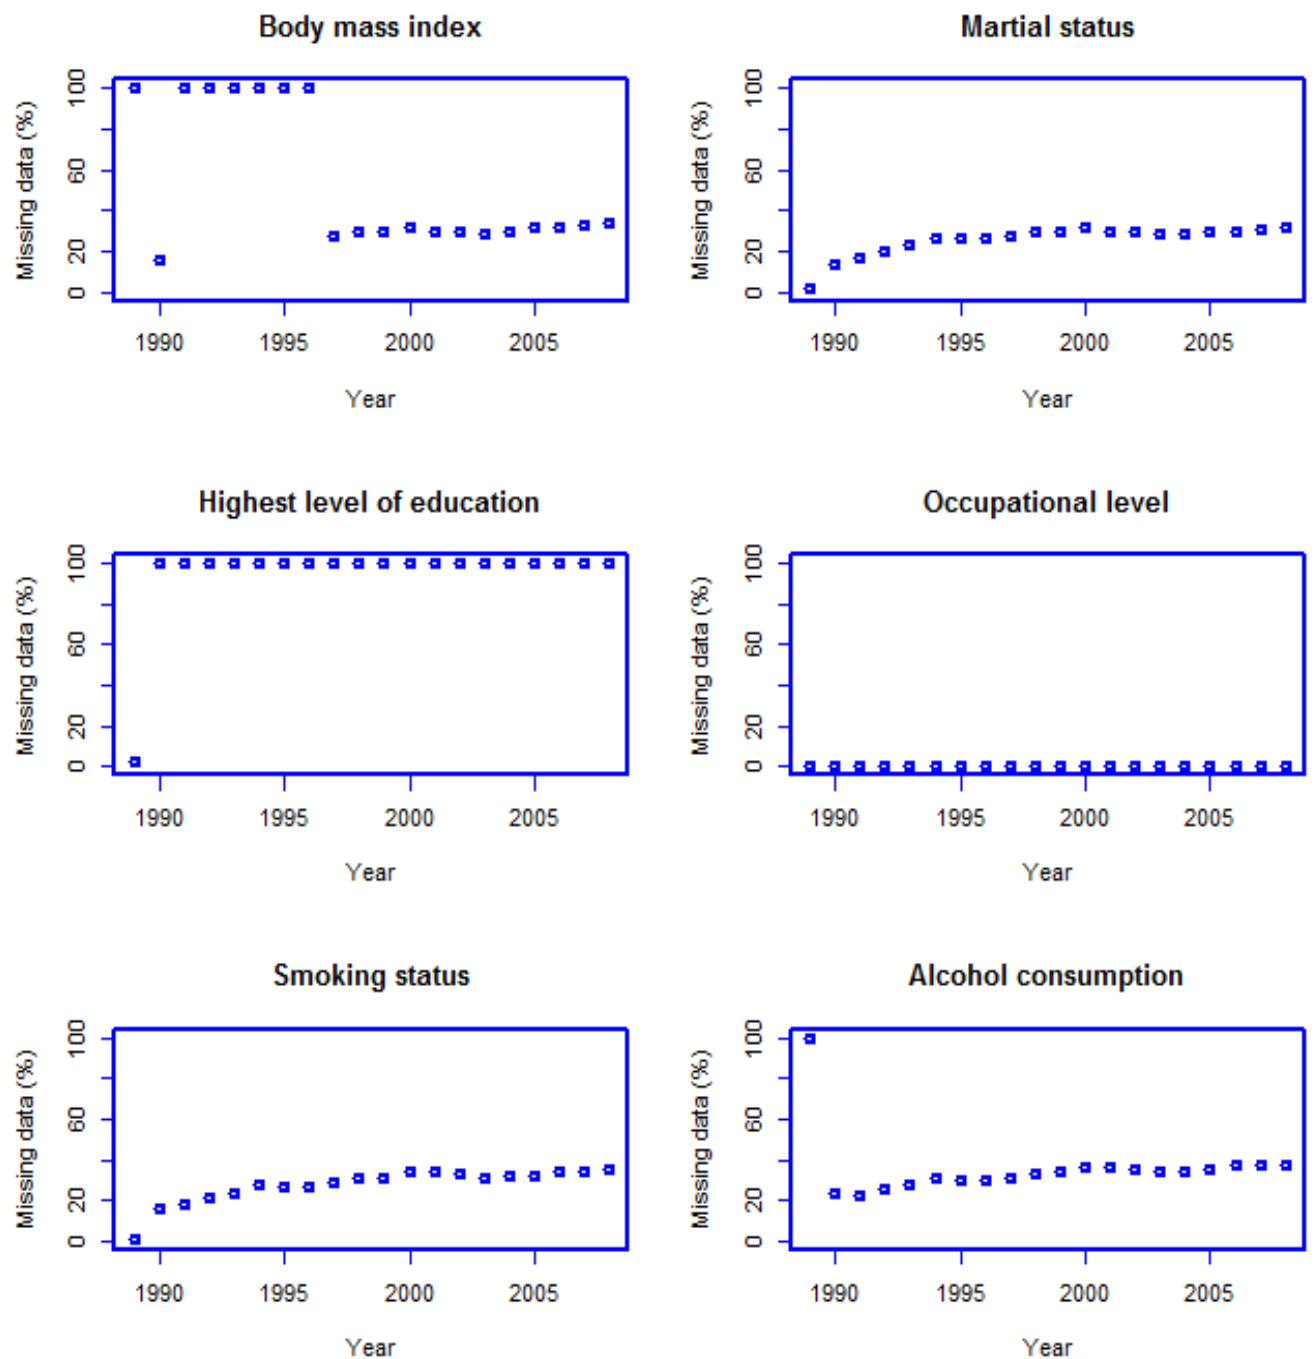 Body mass index
Missing data (%)
100
60
20
0
1990 1995 2000 2005
Year
Martial status
Missing data (%)
100
60
20
0
1990 1995 2000 2005
Year
Highest level of education
Missing data (%)
100
60
20
0
1990 1995 2000 2005
Year
Occupational level
Missing data (%)
100
60
20
0
1990 1995 2000 2005
Year
Smoking status
Missing data (%)
100
60
20
0
1990 1995 2000 2005
Year
Alcohol consumption
Missing data (%)
100
60
20
0
1990 1995 2000 2005
Year